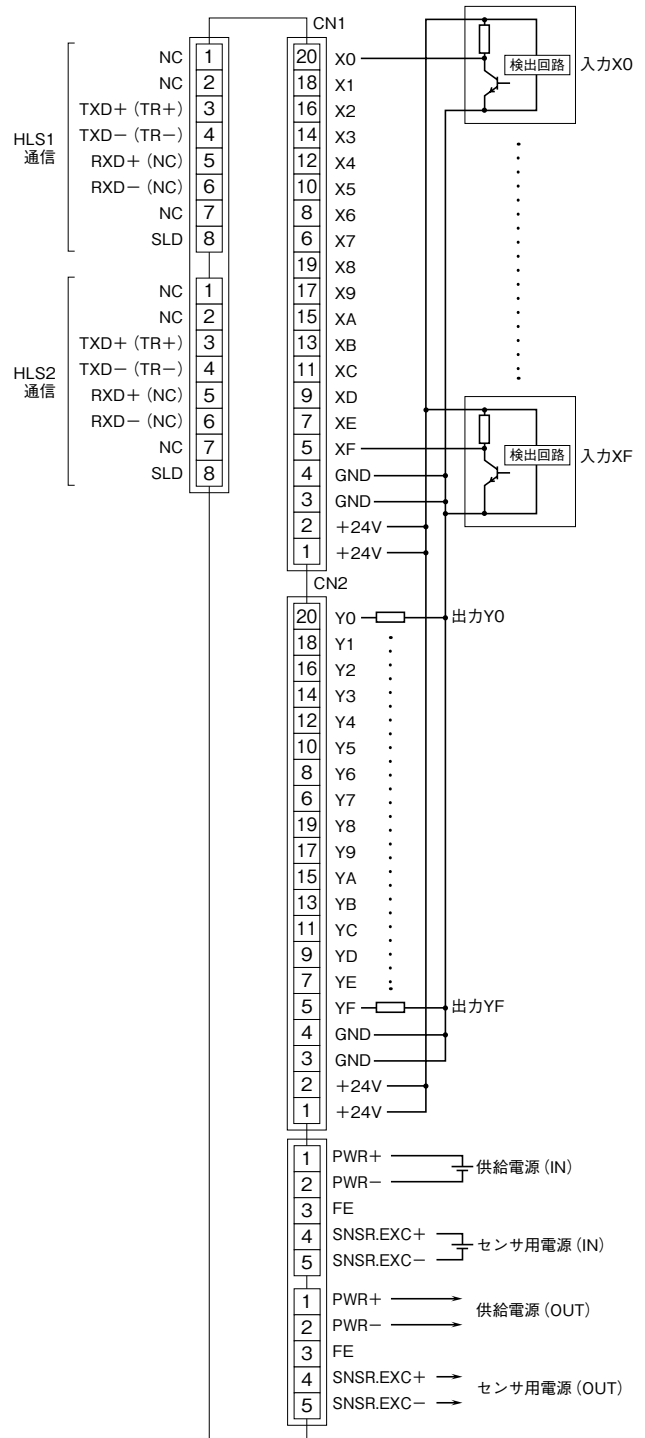 CN1
HLS1
通信
NC 1
NC 2
TXD+ (TR+) 3
TXD− (TR−) 4
RXD+ (NC) 5
RXD− (NC) 6
NC 7
SLD 8
HLS2
通信
NC 1
NC 2
TXD+ (TR+) 3
TXD− (TR−) 4
RXD+ (NC) 5
RXD− (NC) 6
NC 7
SLD 8
20 X0
18 X1
16 X2
14 X3
12 X4
10 X5
8 X6
6 X7
19 X8
17 X9
15 XA
13 XB
11 XC
9 XD
7 XE
5 XF
4 GND
3 GND
2 +24V
1 +24V
検出回路 入力X0
検出回路 入力XF
CN2
20 Y0 出力Y0
18 Y1
16 Y2
14 Y3
12 Y4
10 Y5
8 Y6
6 Y7
19 Y8
17 Y9
15 YA
13 YB
11 YC
9 YD
7 YE
5 YF 出力YF
4 GND
3 GND
2 +24V
1 +24V
1 PWR+
2 PWR−
供給電源(IN)
3 FE
4 SNSR.EXC+
5 SNSR.EXC−
センサ用電源(IN)
1 PWR+
2 PWR−
供給電源(OUT)
3 FE
4 SNSR.EXC+
5 SNSR.EXC−
センサ用電源(OUT)